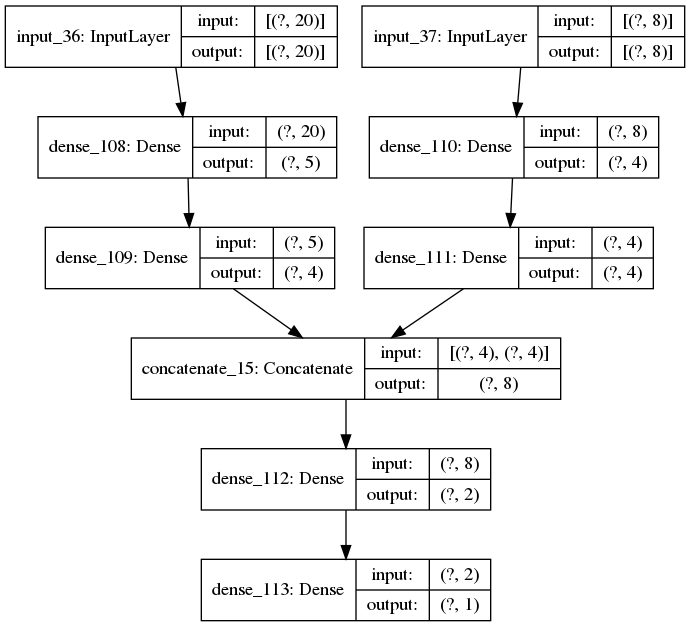 input_36: InputLayer
input: [(?, 20)]
output: [(?, 20)]
input_37: InputLayer
input: [(?, 8)]
output: [(?, 8)]
dense_108: Dense
input: (?, 20)
output: (?, 5)
dense_110: Dense
input: (?, 8)
output: (?, 4)
dense_109: Dense
input: (?, 5)
output: (?, 4)
dense_111: Dense
input: (?, 4)
output: (?, 4)
concatenate_15: Concatenate
input: [(?, 4), (?, 4)]
output: (?, 8)
dense_112: Dense
input: (?, 8)
output: (?, 2)
dense_113: Dense
input: (?, 2)
output: (?, 1)